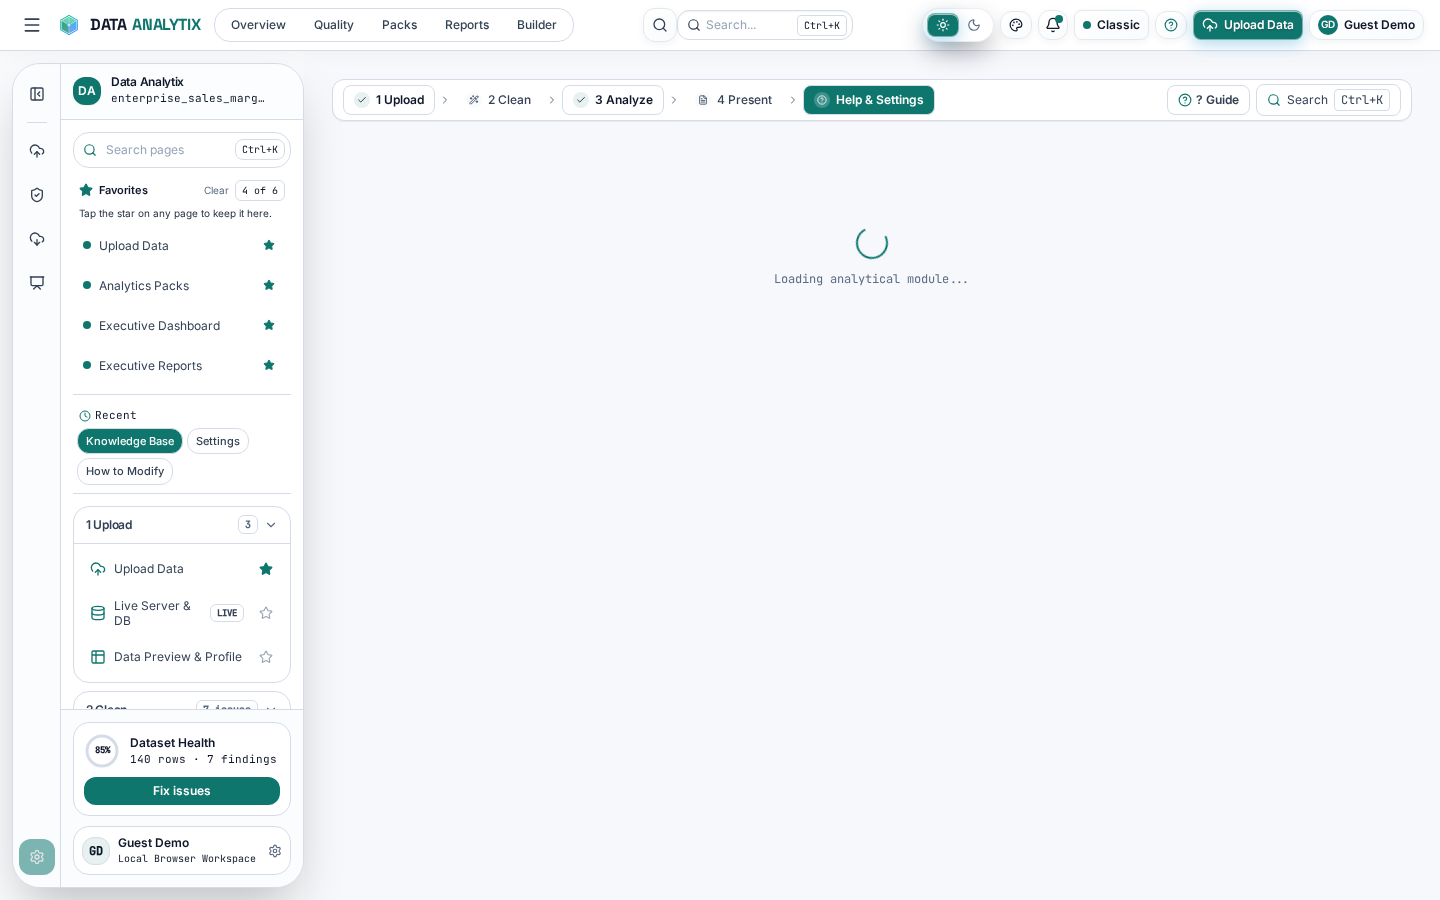 DATA ANALYTIX
Overview
Quality
Packs
Reports
Builder
Search...
Ctrl+K
Classic
Upload Data
GD
Guest Demo
DA
Data Analytix
enterprise_sales_marg…
Search pages
Ctrl+K
Favorites
Clear
4 of 6
Tap the star on any page to keep it here.
Upload Data
Analytics Packs
Executive Dashboard
Executive Reports
Recent
Knowledge Base
Settings
How to Modify
1 Upload
3
Upload Data
Live Server &
DB
LIVE
Data Preview & Profile
2 Clean
7 issues
85%
Dataset Health
140 rows · 7 findings
Fix issues
GD
Guest Demo
Local Browser Workspace
1 Upload
2 Clean
3 Analyze
4 Present
Help & Settings
? Guide
Search
Ctrl+K
Loading analytical module...